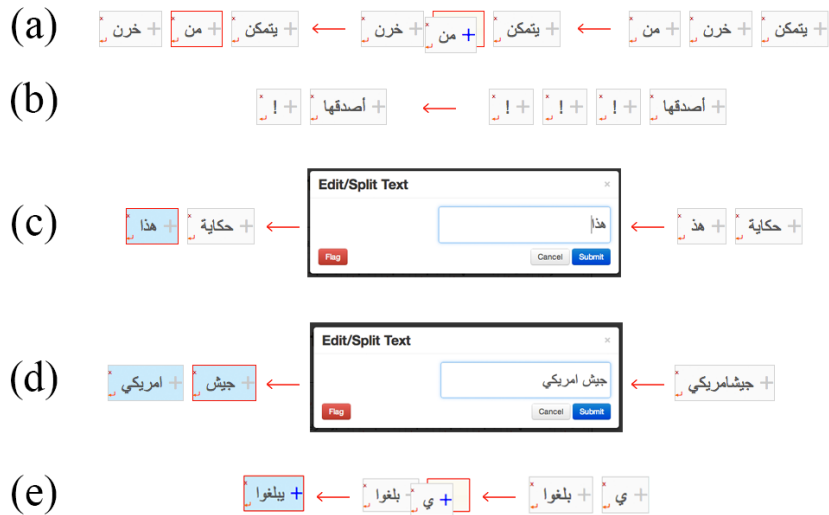 (a) يتمكن خرن من ← يتمكن من خرن ← يتمكن من خرن
(b) أصدقها ! ! ! ← أصدقها !
(c) حكاية هذ ← حكاية هذا
Edit/Split Text ×
هذا
Flag Cancel Submit
(d) جيشامريكي ← جيش امريكي
Edit/Split Text ×
جيش امريكي
Flag Cancel Submit
(e) ي بلغوا ← ي بلغوا ← يبلغوا